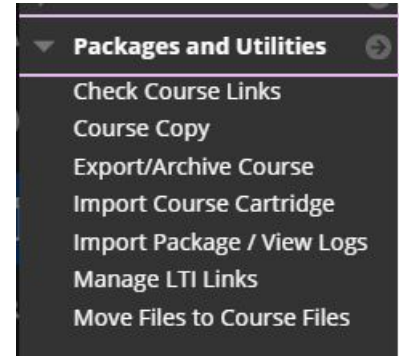 Packages and Utilities
Check Course Links
Course Copy
Export/Archive Course
Import Course Cartridge
Import Package / View Logs
Manage LTI Links
Move Files to Course Files